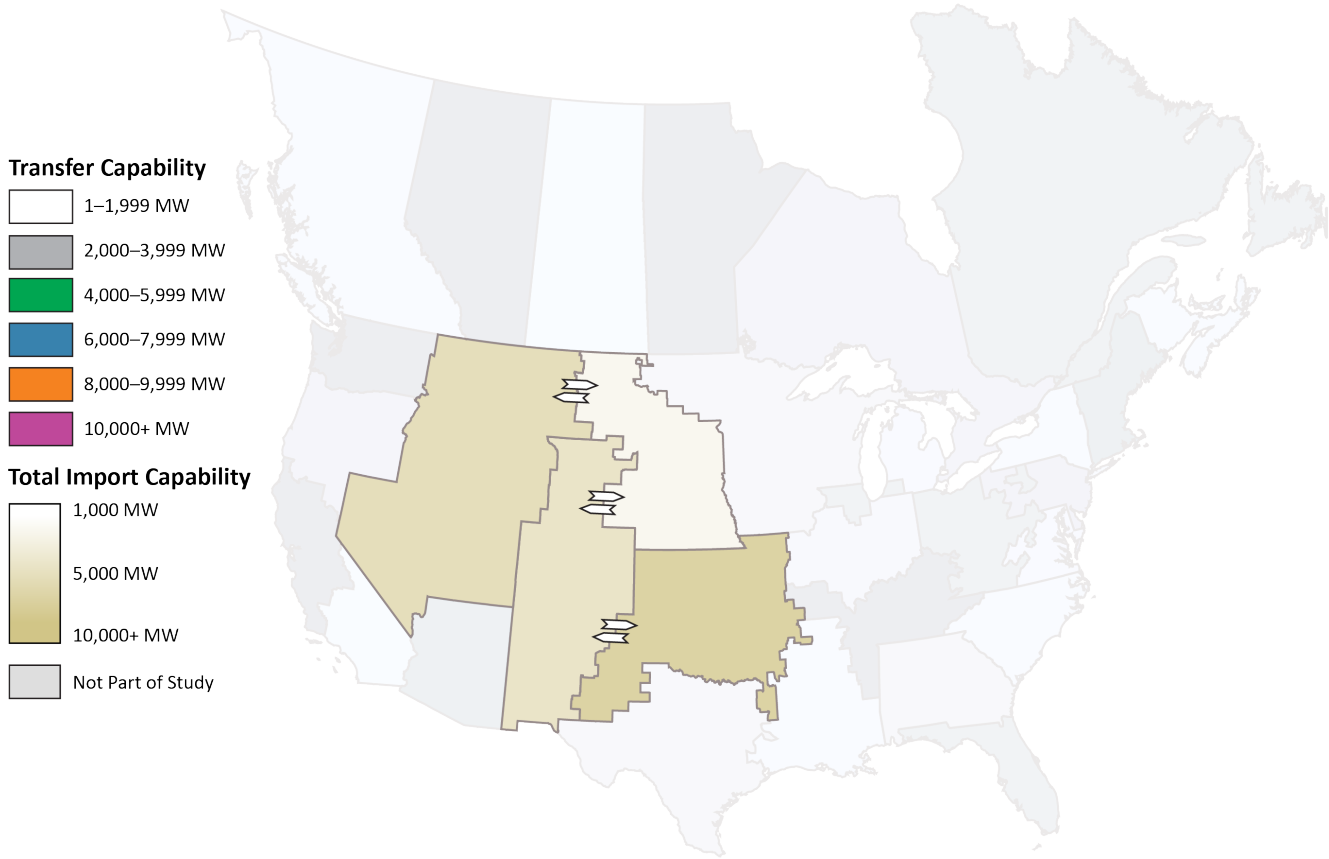 Transfer Capability
1–1,999 MW
2,000–3,999 MW
4,000–5,999 MW
6,000–7,999 MW
8,000–9,999 MW
10,000+ MW
Total Import Capability
1,000 MW
5,000 MW
10,000+ MW
Not Part of Study